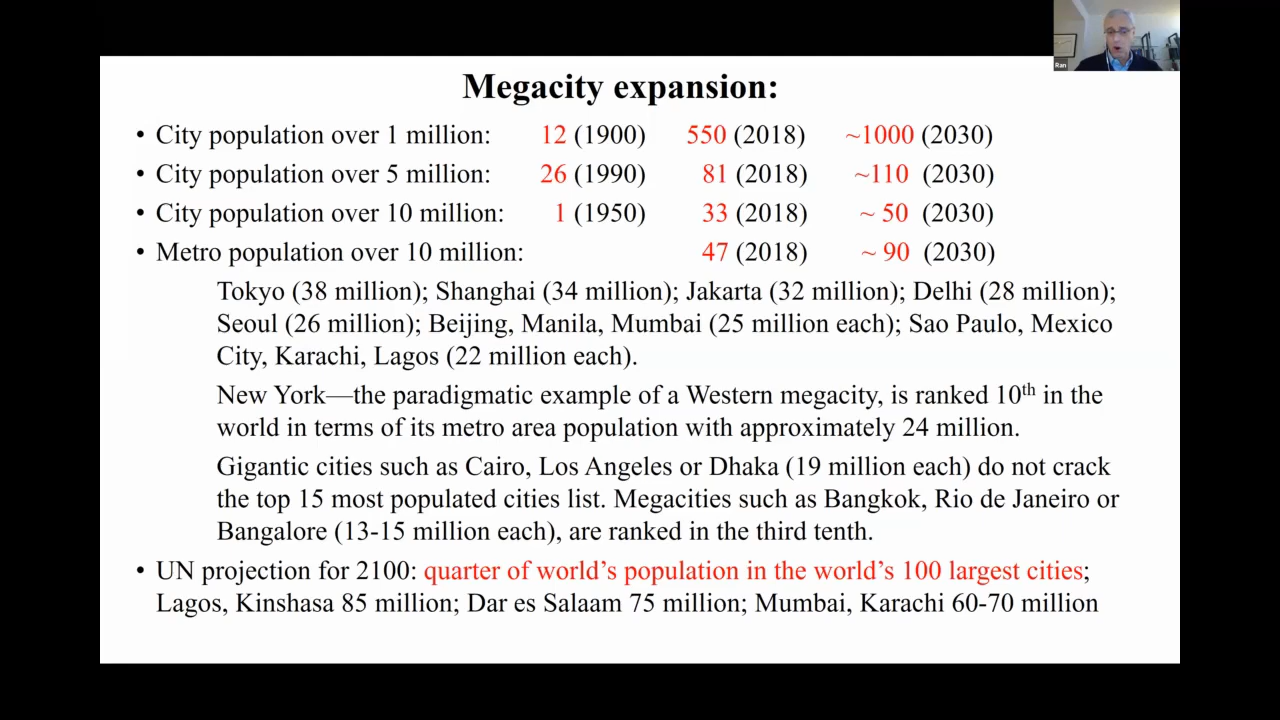 Ran
Megacity expansion:
• City population over 1 million: 12 (1900) 550 (2018) ~1000 (2030)
• City population over 5 million: 26 (1990) 81 (2018) ~110 (2030)
• City population over 10 million: 1 (1950) 33 (2018) ~ 50 (2030)
• Metro population over 10 million: 47 (2018) ~ 90 (2030)
Tokyo (38 million); Shanghai (34 million); Jakarta (32 million); Delhi (28 million);
Seoul (26 million); Beijing, Manila, Mumbai (25 million each); Sao Paulo, Mexico
City, Karachi, Lagos (22 million each).
New York—the paradigmatic example of a Western megacity, is ranked 10th in the
world in terms of its metro area population with approximately 24 million.
Gigantic cities such as Cairo, Los Angeles or Dhaka (19 million each) do not crack
the top 15 most populated cities list. Megacities such as Bangkok, Rio de Janeiro or
Bangalore (13-15 million each), are ranked in the third tenth.
• UN projection for 2100: quarter of world’s population in the world’s 100 largest cities;
Lagos, Kinshasa 85 million; Dar es Salaam 75 million; Mumbai, Karachi 60-70 million